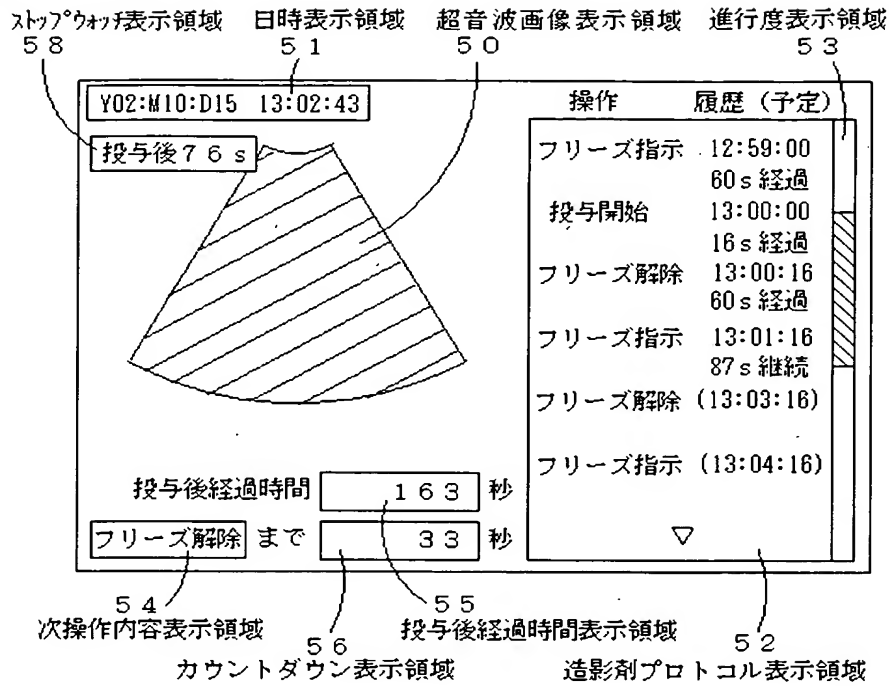 ｽﾄｯﾌﾟｳｫｯﾁ表示領域 日時表示領域 超音波画像表示領域 進行度表示領域
５８ ５１ ５０ ５３
Y02:M10:D15 13:02:43
投与後７６ｓ
操作 履歴（予定）
フリーズ指示 12:59:00
60ｓ経過
投与開始 13:00:00
16ｓ経過
フリーズ解除 13:00:16
60ｓ経過
フリーズ指示 13:01:16
87ｓ継続
フリーズ解除 (13:03:16)
フリーズ指示 (13:04:16)
▽
投与後経過時間 １６３ 秒
フリーズ解除 まで ３３ 秒
５４
次操作内容表示領域
５６
カウントダウン表示領域
５５
投与後経過時間表示領域
５２
造影剤プロトコル表示領域